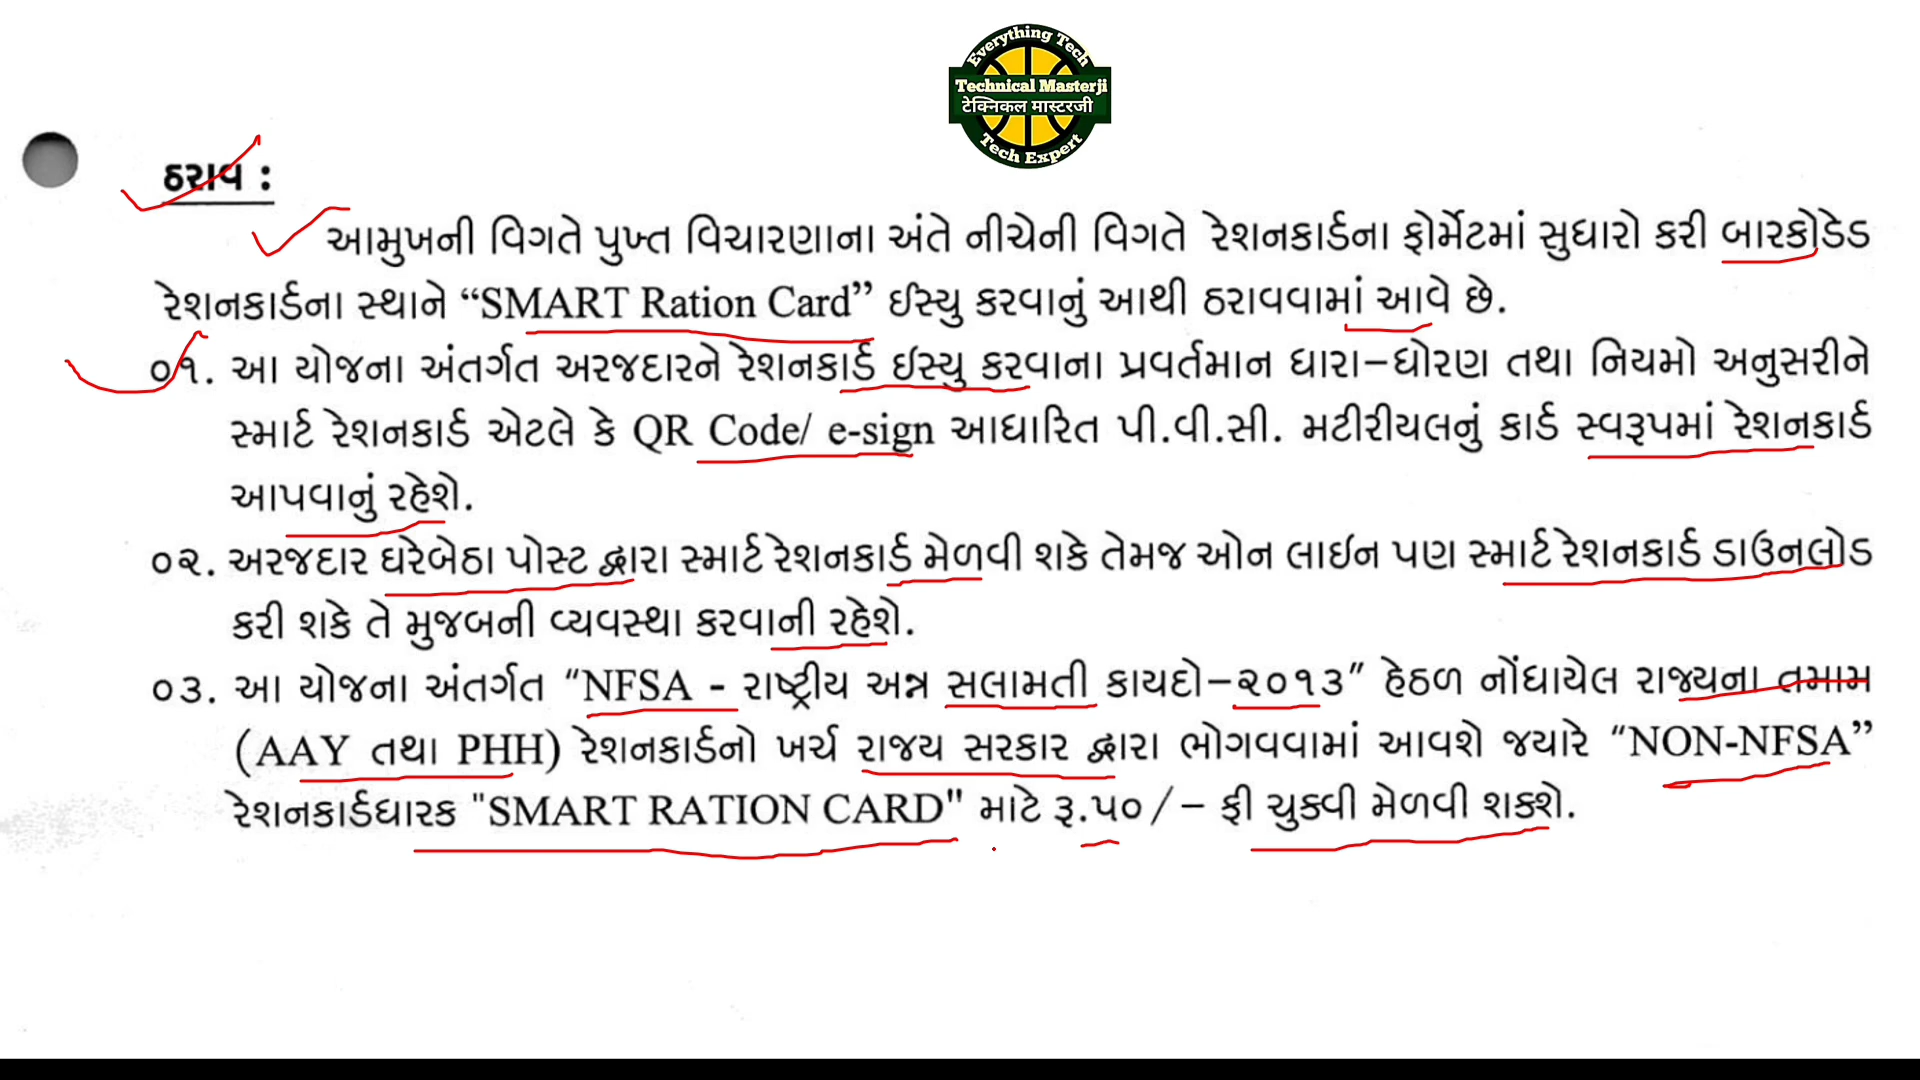 Everything Tech
Technical Masterji
टेक्निकल मास्टरजी
Tech Expert
ઠરાવ :
આમુખની વિગતે પુખ્ત વિચારણાના અંતે નીચેની વિગતે રેશનકાર્ડના ફોર્મેટમાં સુધારો કરી બારકોડેડ
રેશનકાર્ડના સ્થાને “SMART Ration Card” ઈસ્યુ કરવાનું આથી ઠરાવવામાં આવે છે.
૦૧. આ યોજના અંતર્ગત અરજદારને રેશનકાર્ડ ઈસ્યુ કરવાના પ્રવર્તમાન ધારા–ધોરણ તથા નિયમો અનુસરીને
સ્માર્ટ રેશનકાર્ડ એટલે કે QR Code/ e-sign આધારિત પી.વી.સી. મટીરીયલનું કાર્ડ સ્વરૂપમાં રેશનકાર્ડ
આપવાનું રહેશે.
૦૨. અરજદાર ઘરેબેઠા પોસ્ટ દ્વારા સ્માર્ટ રેશનકાર્ડ મેળવી શકે તેમજ ઓન લાઈન પણ સ્માર્ટ રેશનકાર્ડ ડાઉનલોડ
કરી શકે તે મુજબની વ્યવસ્થા કરવાની રહેશે.
૦૩. આ યોજના અંતર્ગત “NFSA - રાષ્ટ્રીય અન્ન સલામતી કાયદો–૨૦૧૩” હેઠળ નોંધાયેલ રાજ્યના તમામ
(AAY તથા PHH) રેશનકાર્ડનો ખર્ચ રાજય સરકાર દ્વારા ભોગવવામાં આવશે જયારે “NON-NFSA”
રેશનકાર્ડધારક "SMART RATION CARD" માટે રૂ.૫૦/– ફી ચુકવી મેળવી શકશે.